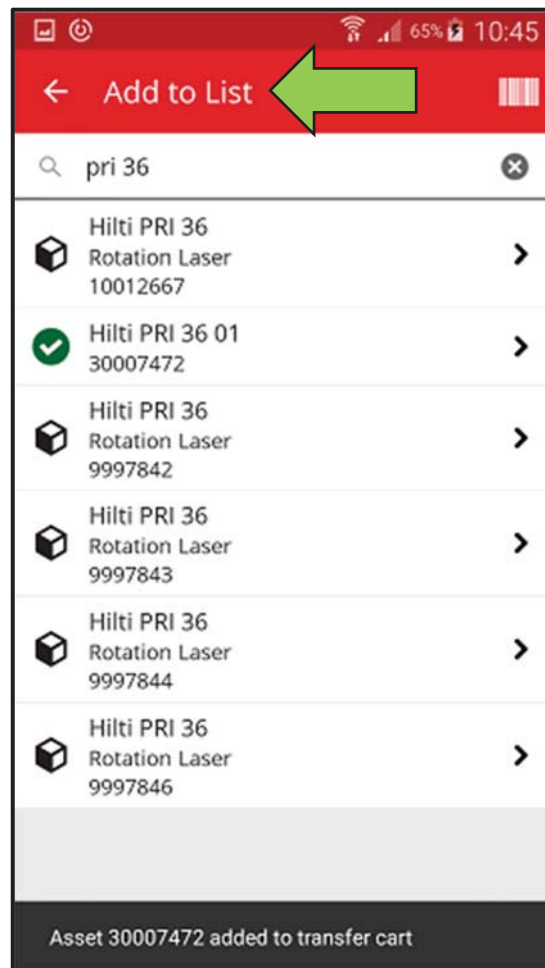 65% 10:45
Add to List
pri 36
Hilti PRI 36
Rotation Laser
10012667
Hilti PRI 36 01
30007472
Hilti PRI 36
Rotation Laser
9997842
Hilti PRI 36
Rotation Laser
9997843
Hilti PRI 36
Rotation Laser
9997844
Hilti PRI 36
Rotation Laser
9997846
Asset 30007472 added to transfer cart